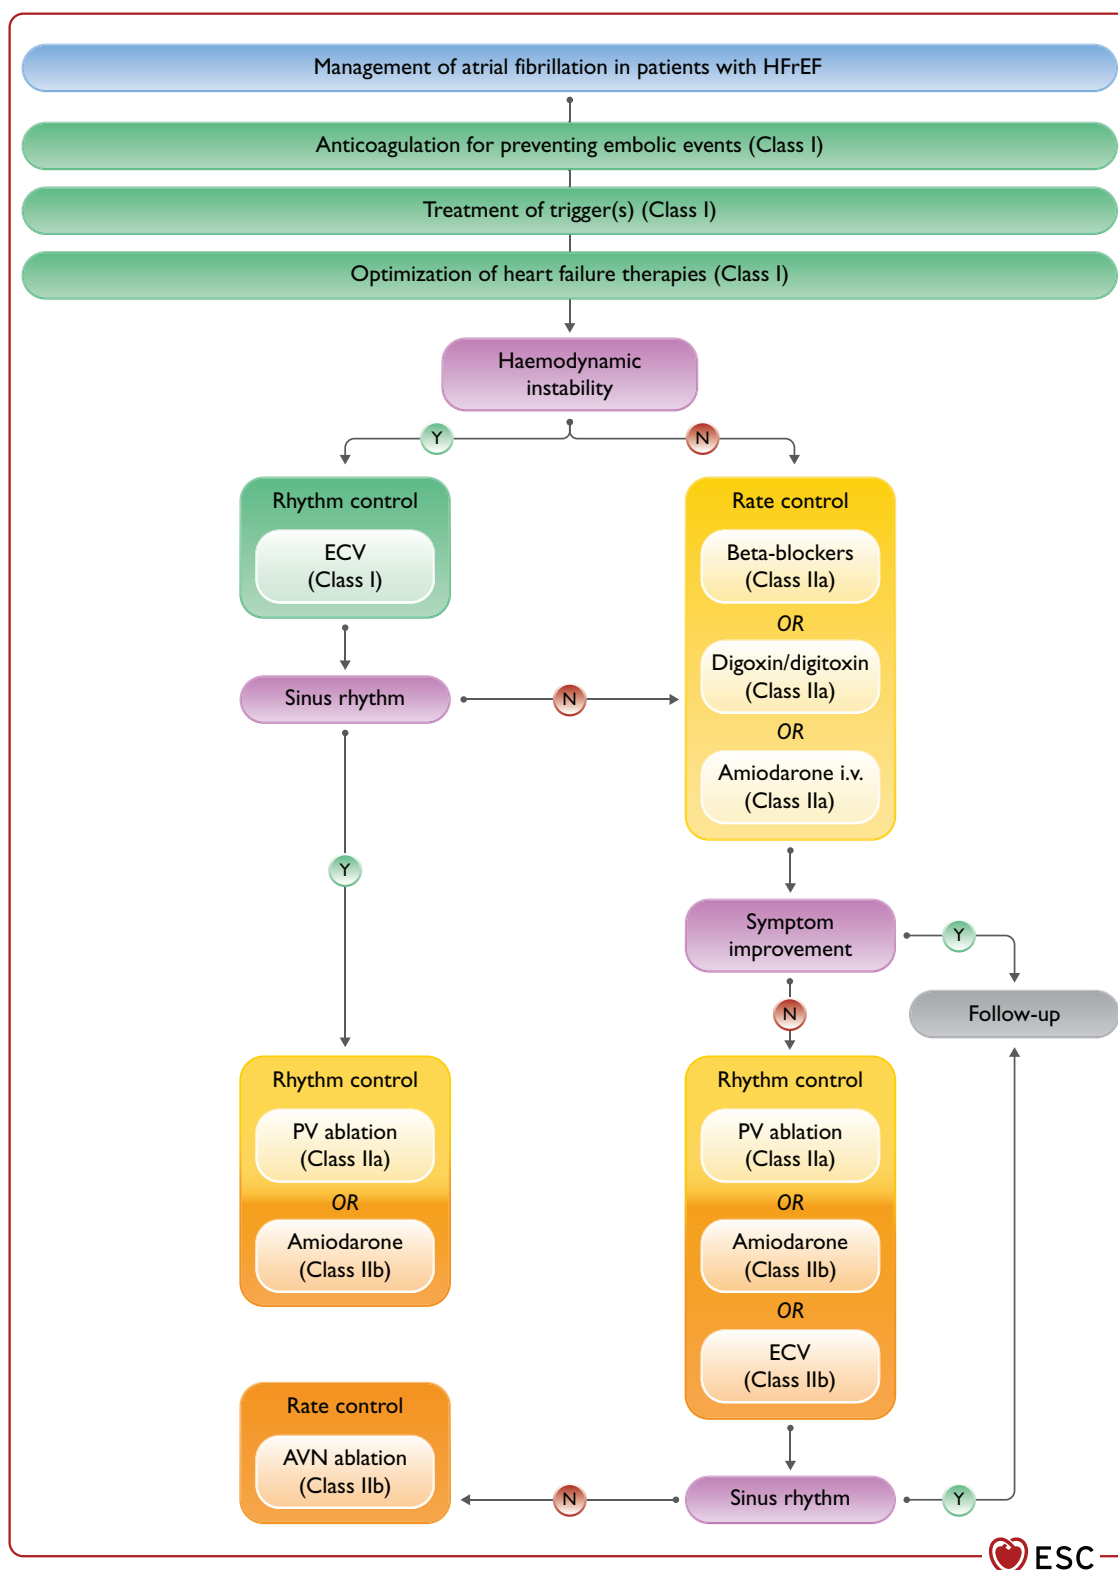 Management of atrial fibrillation in patients with HFrEF
Anticoagulation for preventing embolic events (Class I)
Treatment of trigger(s) (Class I)
Optimization of heart failure therapies (Class I)
Haemodynamic
instability
Y
N
Rhythm control
ECV
(Class I)
Rate control
Beta-blockers
(Class IIa)
OR
Digoxin/digitoxin
(Class IIa)
OR
Amiodarone i.v.
(Class IIa)
Sinus rhythm
N
Y
Symptom
improvement
Y
N
Follow-up
Rhythm control
PV ablation
(Class IIa)
OR
Amiodarone
(Class IIb)
Rhythm control
PV ablation
(Class IIa)
OR
Amiodarone
(Class IIb)
OR
ECV
(Class IIb)
Rate control
AVN ablation
(Class IIb)
N
Sinus rhythm
Y
ESC